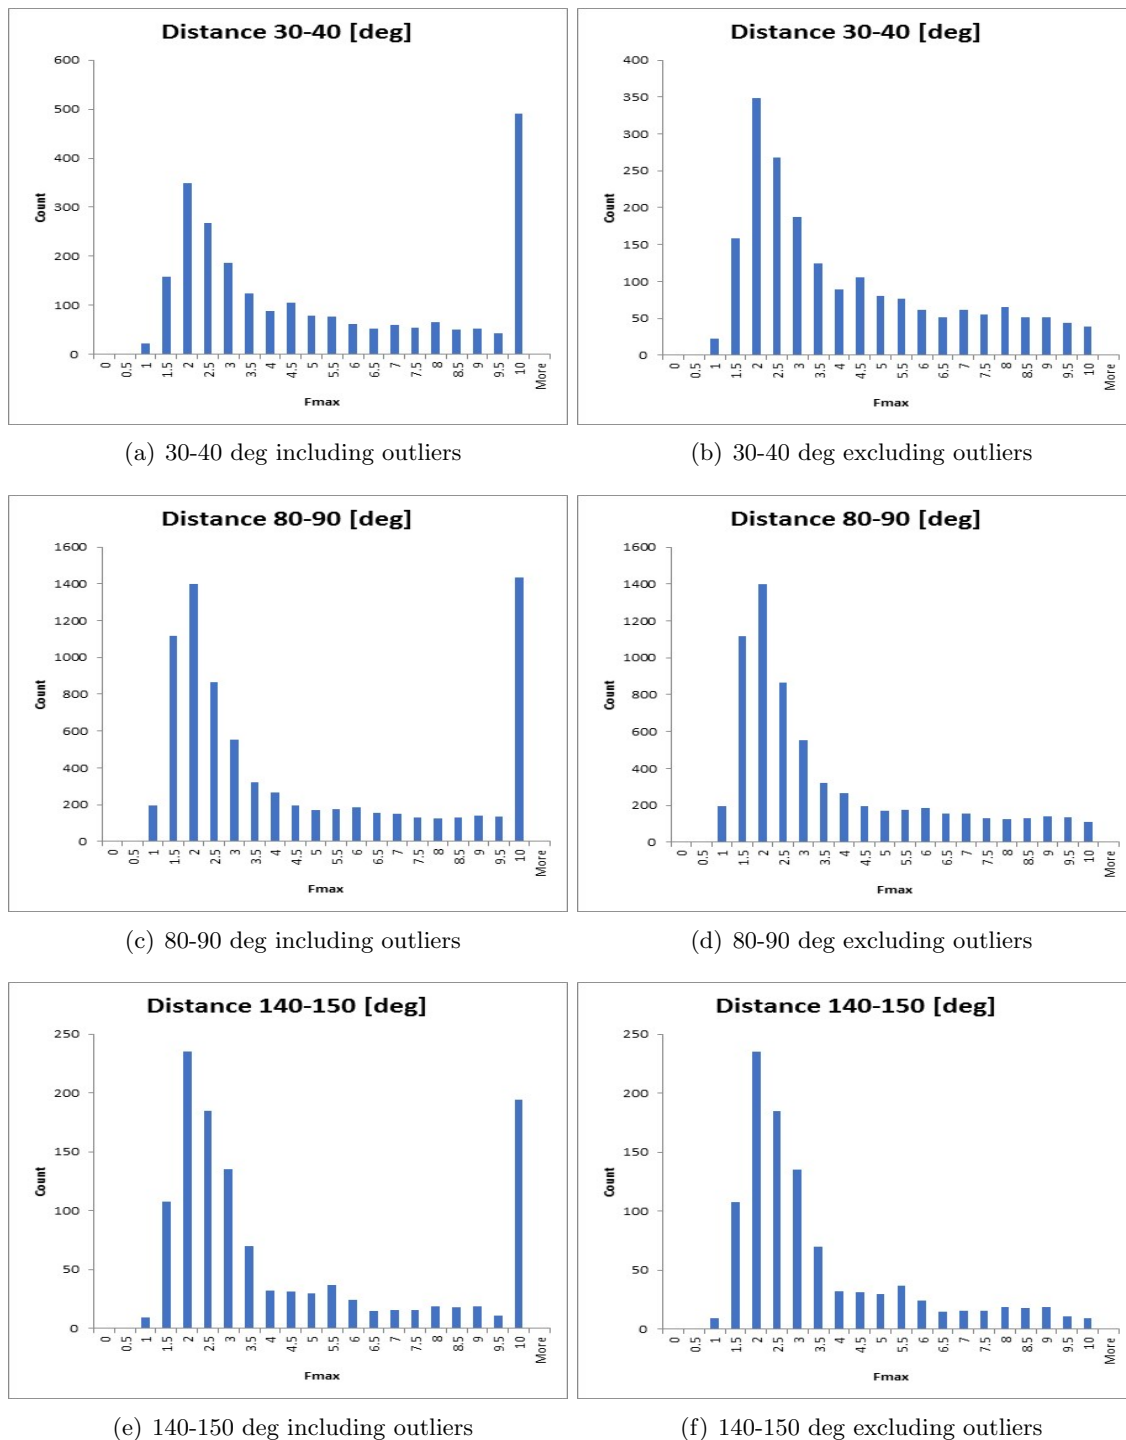 Distance 30-40 [deg]
600
500
400
300
200
100
0
Count
0 0.5 1 1.5 2 2.5 3 3.5 4 4.5 5 5.5 6 6.5 7 7.5 8 8.5 9 9.5 10 More
Fmax
(a) 30-40 deg including outliers
Distance 30-40 [deg]
400
350
300
250
200
150
100
50
0
Count
0 0.5 1 1.5 2 2.5 3 3.5 4 4.5 5 5.5 6 6.5 7 7.5 8 8.5 9 9.5 10 More
Fmax
(b) 30-40 deg excluding outliers
Distance 80-90 [deg]
1600
1400
1200
1000
800
600
400
200
0
Count
0 0.5 1 1.5 2 2.5 3 3.5 4 4.5 5 5.5 6 6.5 7 7.5 8 8.5 9 9.5 10 More
Fmax
(c) 80-90 deg including outliers
Distance 80-90 [deg]
1600
1400
1200
1000
800
600
400
200
0
Count
0 0.5 1 1.5 2 2.5 3 3.5 4 4.5 5 5.5 6 6.5 7 7.5 8 8.5 9 9.5 10 More
Fmax
(d) 80-90 deg excluding outliers
Distance 140-150 [deg]
250
200
150
100
50
0
Count
0 0.5 1 1.5 2 2.5 3 3.5 4 4.5 5 5.5 6 6.5 7 7.5 8 8.5 9 9.5 10 More
Fmax
(e) 140-150 deg including outliers
Distance 140-150 [deg]
250
200
150
100
50
0
Count
0 0.5 1 1.5 2 2.5 3 3.5 4 4.5 5 5.5 6 6.5 7 7.5 8 8.5 9 9.5 10 More
Fmax
(f) 140-150 deg excluding outliers